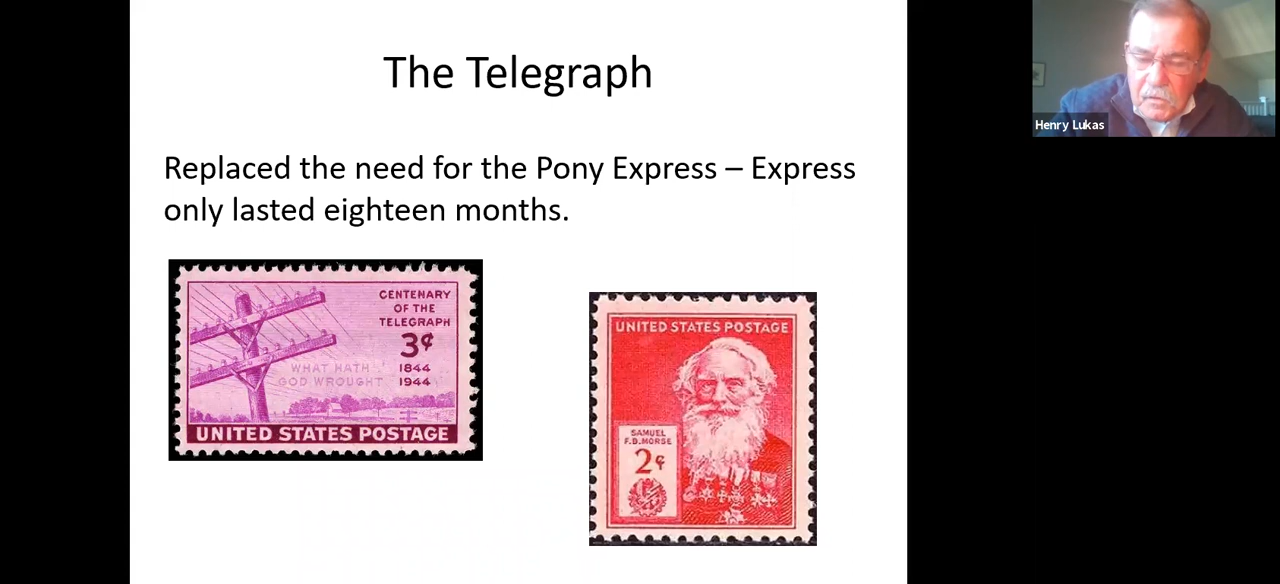 The Telegraph
Replaced the need for the Pony Express – Express
only lasted eighteen months.
CENTENARY
OF THE
TELEGRAPH
3¢
WHAT HATH
GOD WROUGHT
1844
1944
UNITED STATES POSTAGE
UNITED STATES POSTAGE
SAMUEL
F.B.MORSE
2¢
Henry Lukas